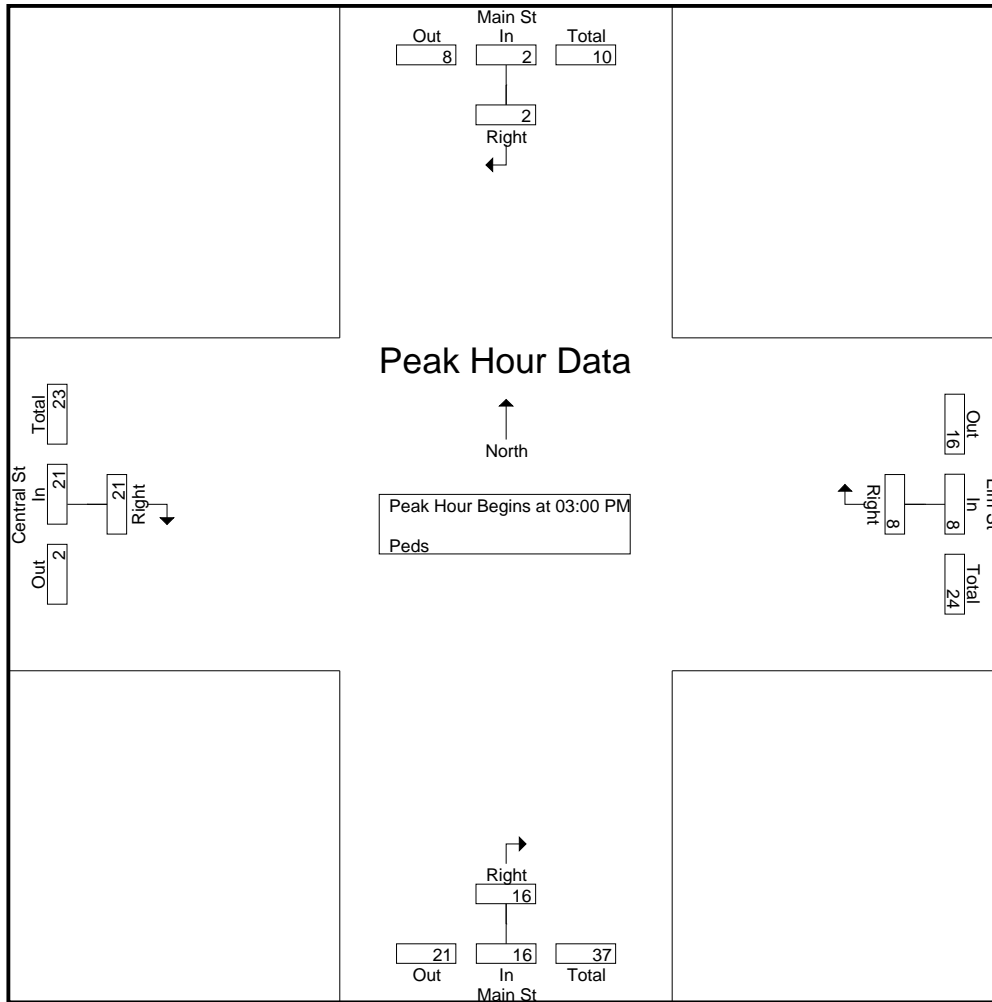 Main St
Out In Total
8 2 10
2
Right
Peak Hour Data
North
Peak Hour Begins at 03:00 PM
Peds
Central St
Total In Out
23 21 2
21
Right
Out In Total
16 8 24
8
Right
Right
16
21 16 37
Out In Total
Main St